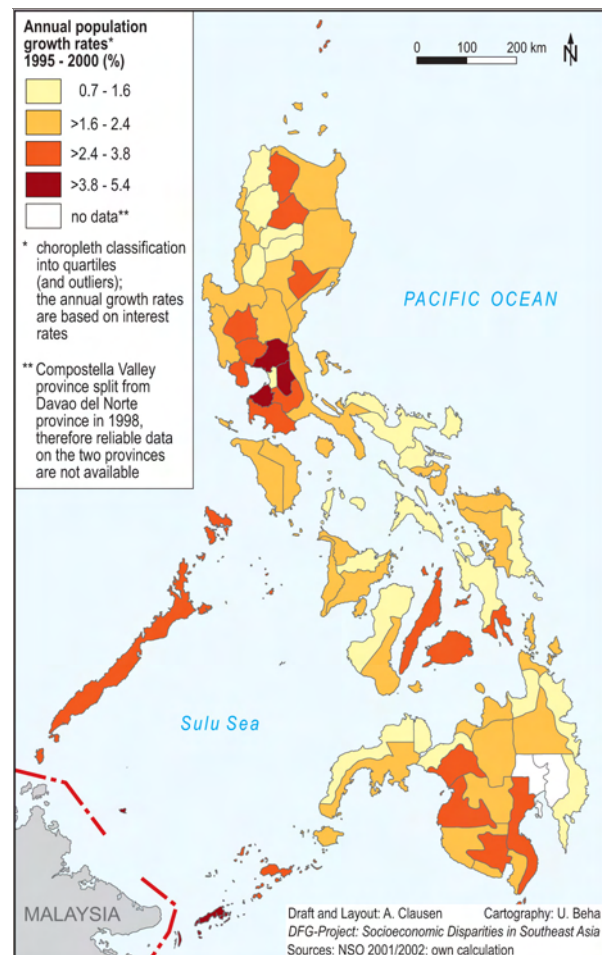 Annual population
growth rates*
1995 - 2000 (%)
0.7 - 1.6
>1.6 - 2.4
>2.4 - 3.8
>3.8 - 5.4
no data**
* choropleth classification
into quartiles
(and outliers);
the annual growth rates
are based on interest
rates
** Compostella Valley
province split from
Davao del Norte
province in 1998,
therefore reliable data
on the two provinces
are not available
0 100 200 km
N
PACIFIC OCEAN
Sulu Sea
MALAYSIA
Draft and Layout: A. Clausen Cartography: U. Beha
DFG-Project: Socioeconomic Disparities in Southeast Asia
Sources: NSO 2001/2002; own calculation